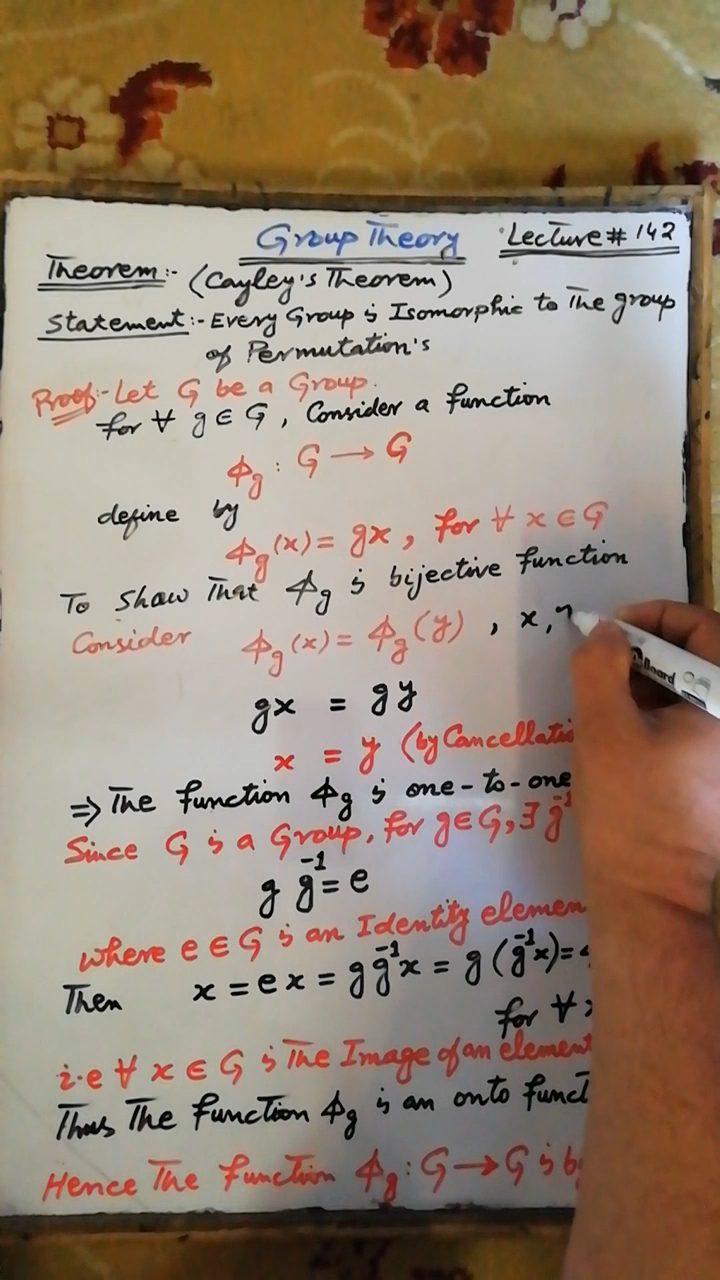 Group Theory Lecture # 142
Theorem:- (Cayley's Theorem)
Statement:- Every Group is Isomorphic to The group
of Permutation's
Proof:- Let G be a Group.
for ∀ g ∈ G, Consider a function
Φg : G → G
define by
Φg(x) = gx, for ∀ x ∈ G
To Show That Φg is bijective function
Consider Φg(x) = Φg(y), x,
gx = gy
x = y (by
⇒ The function Φg is one-to-one
Since G is a Group, for g ∈ G, ∃ g⁻¹
g g⁻¹ = e
where e ∈ G is an Identity
Then x = ex = g g⁻¹x = g(g⁻¹x) =
for ∀
i.e ∀ x ∈ G is The Image of an element
Thus The function Φg is an onto
Hence The function Φg : G → G is
Board